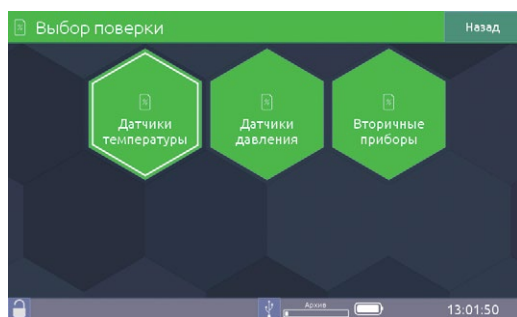 Выбор поверки
Назад
Датчики
температуры
Датчики
давления
Вторичные
приборы
Архив
13:01:50